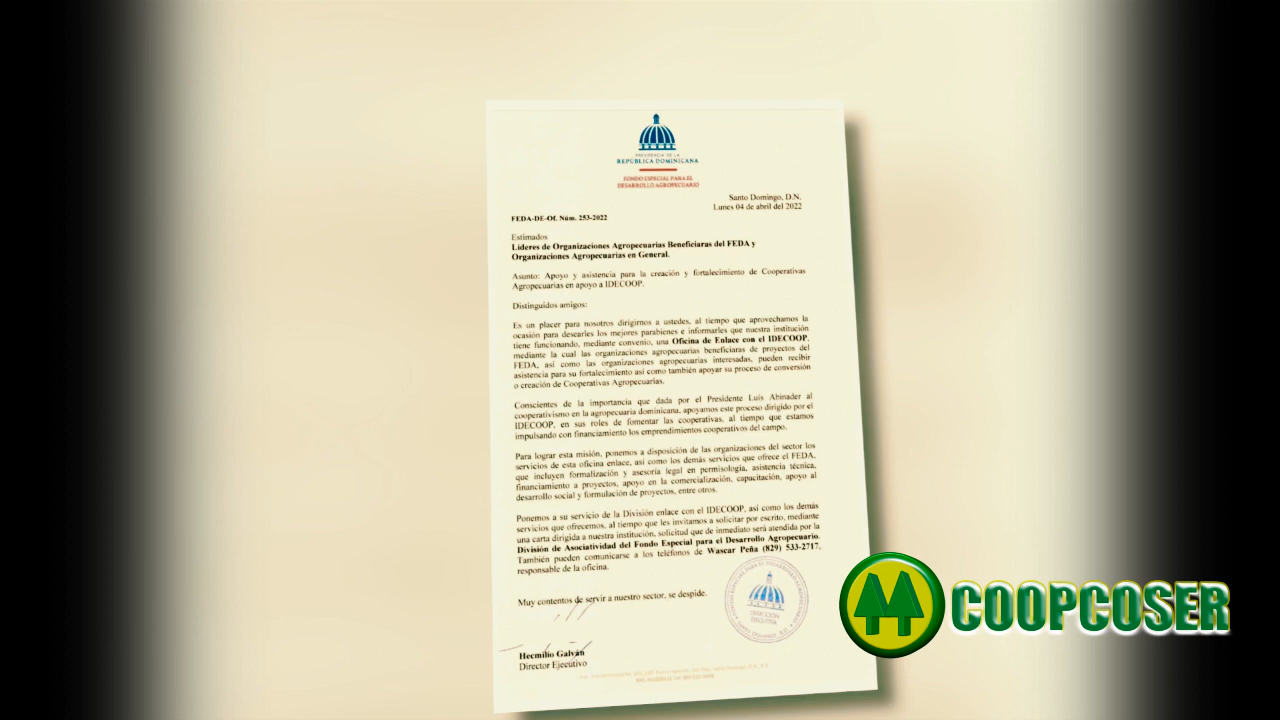 PRESIDENCIA DE LA
REPÚBLICA DOMINICANA
FONDO ESPECIAL PARA EL
DESARROLLO AGROPECUARIO
Santo Domingo, D.N.
Lunes 04 de abril del 2022
FEDA-DE-Of. Núm. 253-2022
Estimados
Líderes de Organizaciones Agropecuarias Beneficiaras del FEDA y
Organizaciones Agropecuarias en General.
Asunto: Apoyo y asistencia para la creación y fortalecimiento de Cooperativas
Agropecuarias en apoyo a IDECOOP.
Distinguidos amigos:
Es un placer para nosotros dirigirnos a ustedes, al tiempo que aprovechamos la
ocasión para desearles los mejores parabienes e informarles que nuestra institución
tiene funcionando, mediante convenio, una Oficina de Enlace con el IDECOOP,
mediante la cual las organizaciones agropecuarias beneficiaras de proyectos del
FEDA, así como las organizaciones agropecuarias interesadas, pueden recibir
asistencia para su fortalecimiento así como también apoyar su proceso de conversión
o creación de Cooperativas Agropecuarias.
Conscientes de la importancia que dada por el Presidente Luis Abinader al
cooperativismo en la agropecuaria dominicana, apoyamos este proceso dirigido por el
IDECOOP, en sus roles de fomentar las cooperativas, al tiempo que estamos
impulsando con financiamiento los emprendimientos cooperativos del campo.
Para lograr esta misión, ponemos a disposición de las organizaciones del sector los
servicios de esta oficina enlace, así como los demás servicios que ofrece el FEDA,
que incluyen formalización y asesoría legal en permisología, asistencia técnica,
financiamiento a proyectos, apoyo en la comercialización, capacitación, apoyo al
desarrollo social y formulación de proyectos, entre otros.
Ponemos a su servicio de la División enlace con el IDECOOP, así como los demás
servicios que ofrecemos, al tiempo que les invitamos a solicitar por escrito, mediante
una carta dirigida a nuestra institución, solicitud que de inmediato será atendida por la
División de Asociatividad del Fondo Especial para el Desarrollo Agropecuario.
También pueden comunicarse a los teléfonos de Wascar Peña (829) 533-2717,
responsable de la oficina.
Muy contentos de servir a nuestro sector, se despide.
DIRECCIÓN
EJECUTIVA
Hecmilio Galván
Director Ejecutivo
COOPCOSER